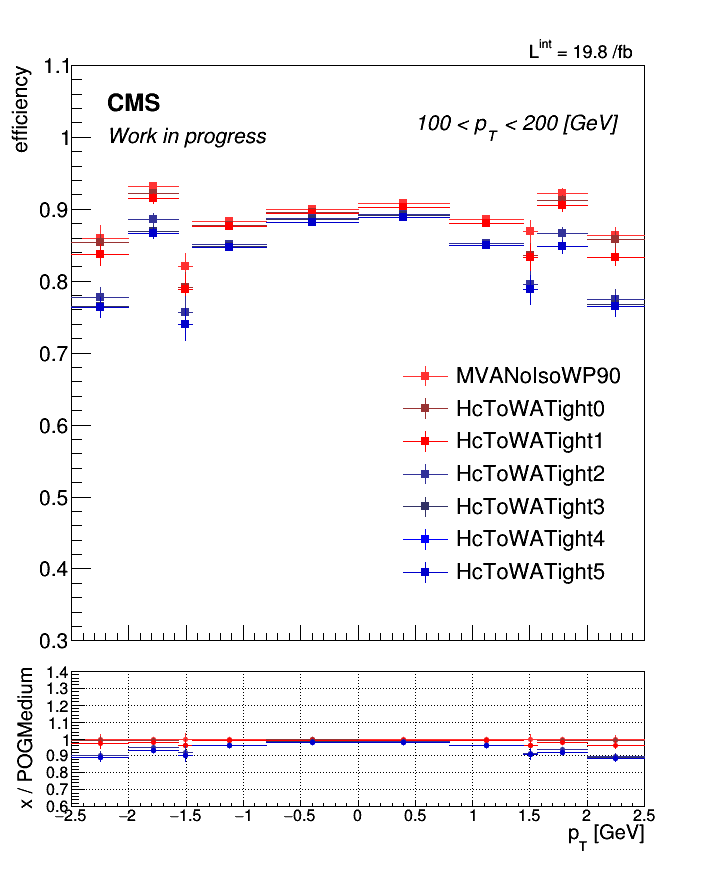 L^int = 19.8 /fb
efficiency
CMS
Work in progress
100 < p_T < 200 [GeV]
1.1
1
0.9
0.8
0.7
0.6
0.5
0.4
0.3
MVANoIsoWP90
HcToWATight0
HcToWATight1
HcToWATight2
HcToWATight3
HcToWATight4
HcToWATight5
x / POGMedium
1.4
1.3
1.2
1.1
1
0.9
0.8
0.7
0.6
−2.5 −2 −1.5 −1 −0.5 0 0.5 1 1.5 2 2.5
p_T [GeV]